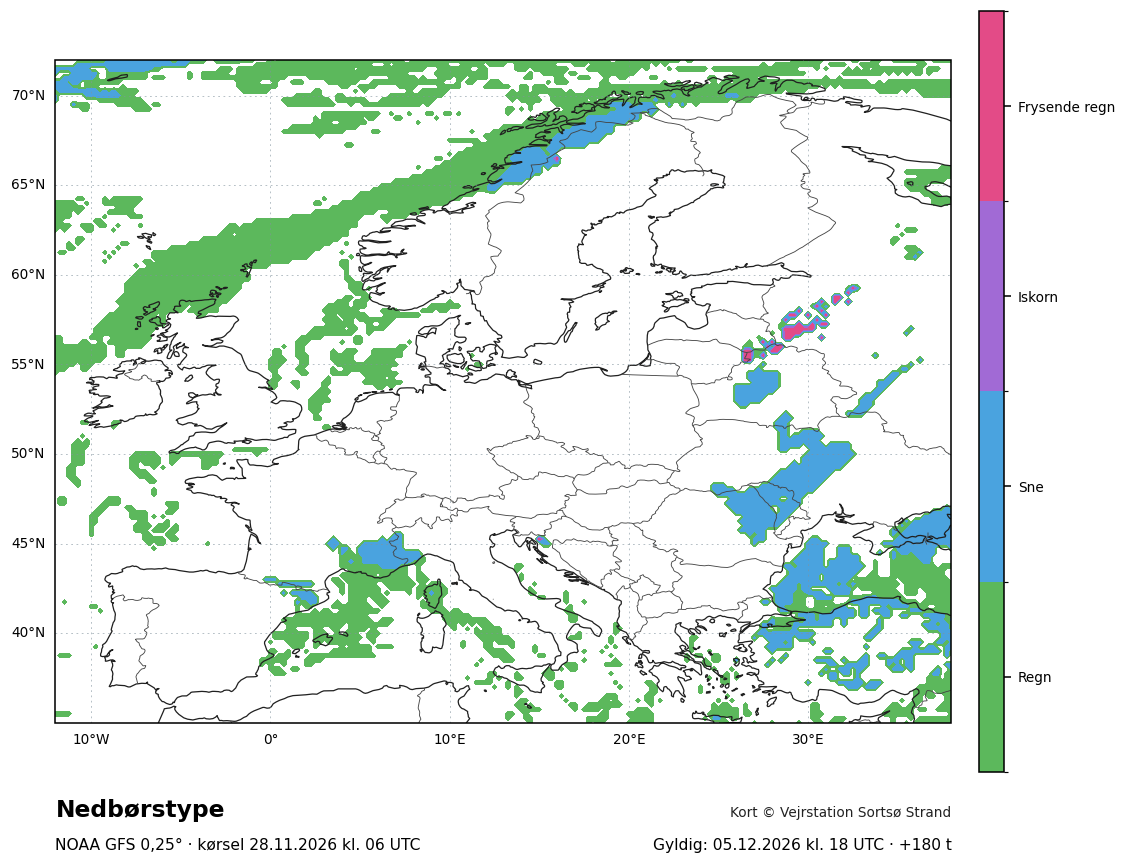 70°N
65°N
60°N
55°N
50°N
45°N
40°N
10°W
0°
10°E
20°E
30°E
Frysende regn
Iskorn
Sne
Regn
Nedbørstype
Kort © Vejrstation Sortsø Strand
NOAA GFS 0,25° · kørsel 28.11.2026 kl. 06 UTC
Gyldig: 05.12.2026 kl. 18 UTC · +180 t